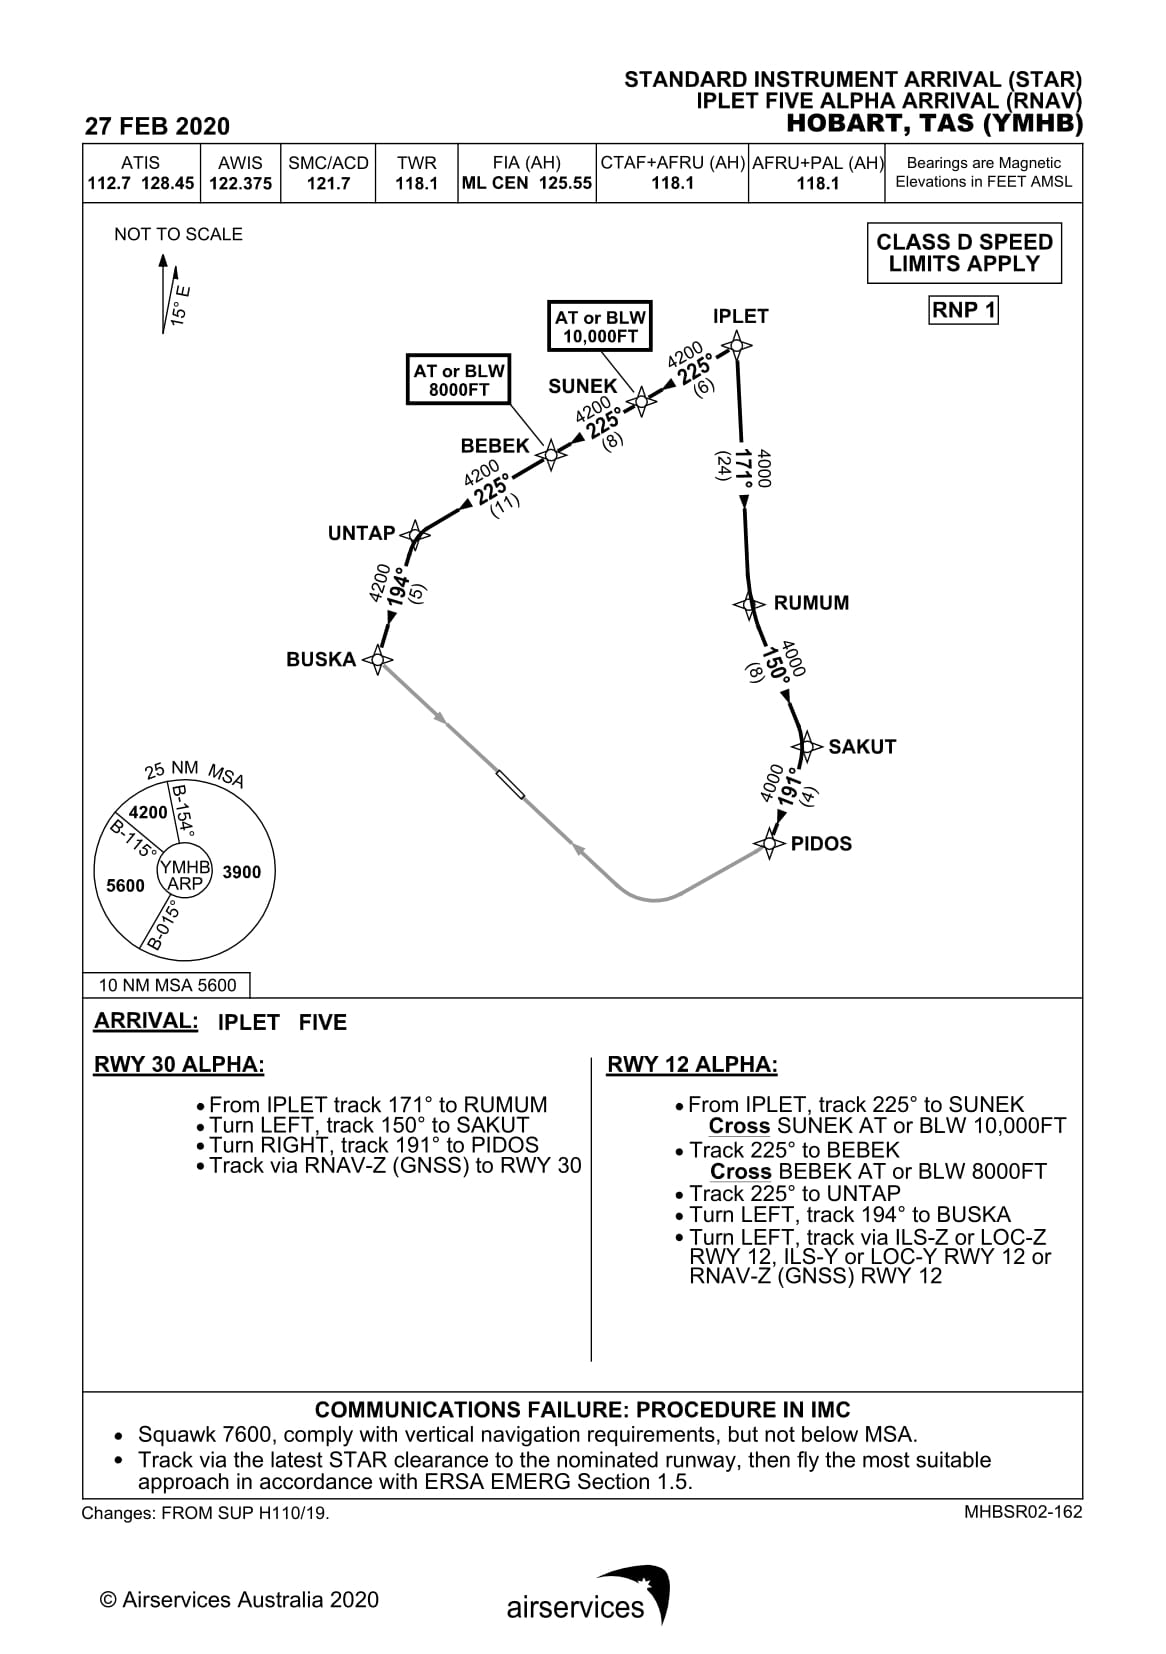 STANDARD INSTRUMENT ARRIVAL (STAR)
IPLET FIVE ALPHA ARRIVAL (RNAV)
27 FEB 2020
HOBART, TAS (YMHB)
ATIS
112.7 128.45
AWIS
122.375
SMC/ACD
121.7
TWR
118.1
FIA (AH)
ML CEN 125.55
CTAF+AFRU (AH)
118.1
AFRU+PAL (AH)
118.1
Bearings are Magnetic
Elevations in FEET AMSL
NOT TO SCALE
15° E
CLASS D SPEED
LIMITS APPLY
RNP 1
AT or BLW
10,000FT
IPLET
4200
225°
(6)
AT or BLW
8000FT
SUNEK
4200
225°
(8)
BEBEK
4200
225°
(11)
4000
171°
(24)
UNTAP
4200
194°
(5)
RUMUM
BUSKA
4000
150°
(8)
SAKUT
4000
191°
(4)
PIDOS
25 NM MSA
B-154°
4200
B-115°
YMHB
ARP
3900
5600
B-015°
10 NM MSA 5600
ARRIVAL: IPLET FIVE
RWY 30 ALPHA:
• From IPLET track 171° to RUMUM
• Turn LEFT, track 150° to SAKUT
• Turn RIGHT, track 191° to PIDOS
• Track via RNAV-Z (GNSS) to RWY 30
RWY 12 ALPHA:
• From IPLET, track 225° to SUNEK
Cross SUNEK AT or BLW 10,000FT
• Track 225° to BEBEK
Cross BEBEK AT or BLW 8000FT
• Track 225° to UNTAP
• Turn LEFT, track 194° to BUSKA
• Turn LEFT, track via ILS-Z or LOC-Z
RWY 12, ILS-Y or LOC-Y RWY 12 or
RNAV-Z (GNSS) RWY 12
COMMUNICATIONS FAILURE: PROCEDURE IN IMC
• Squawk 7600, comply with vertical navigation requirements, but not below MSA.
• Track via the latest STAR clearance to the nominated runway, then fly the most suitable
approach in accordance with ERSA EMERG Section 1.5.
Changes: FROM SUP H110/19.
MHBSR02-162
© Airservices Australia 2020
airservices